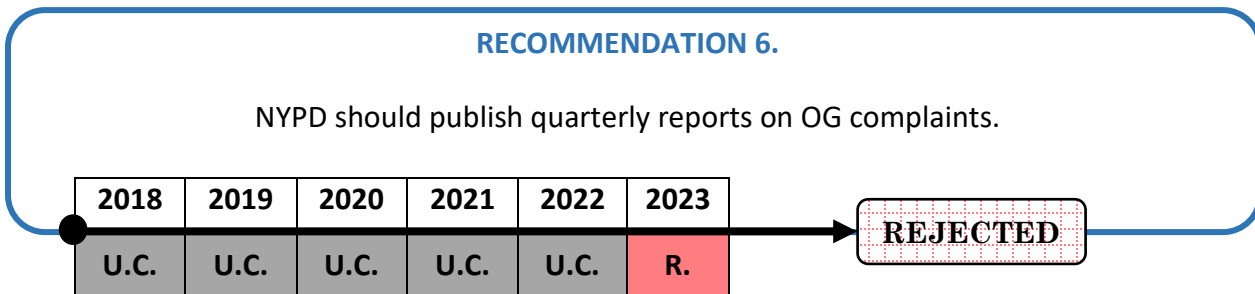 RECOMMENDATION 6.
NYPD should publish quarterly reports on OG complaints.
2018 2019 2020 2021 2022 2023
REJECTED
U.C. U.C. U.C. U.C. U.C. R.